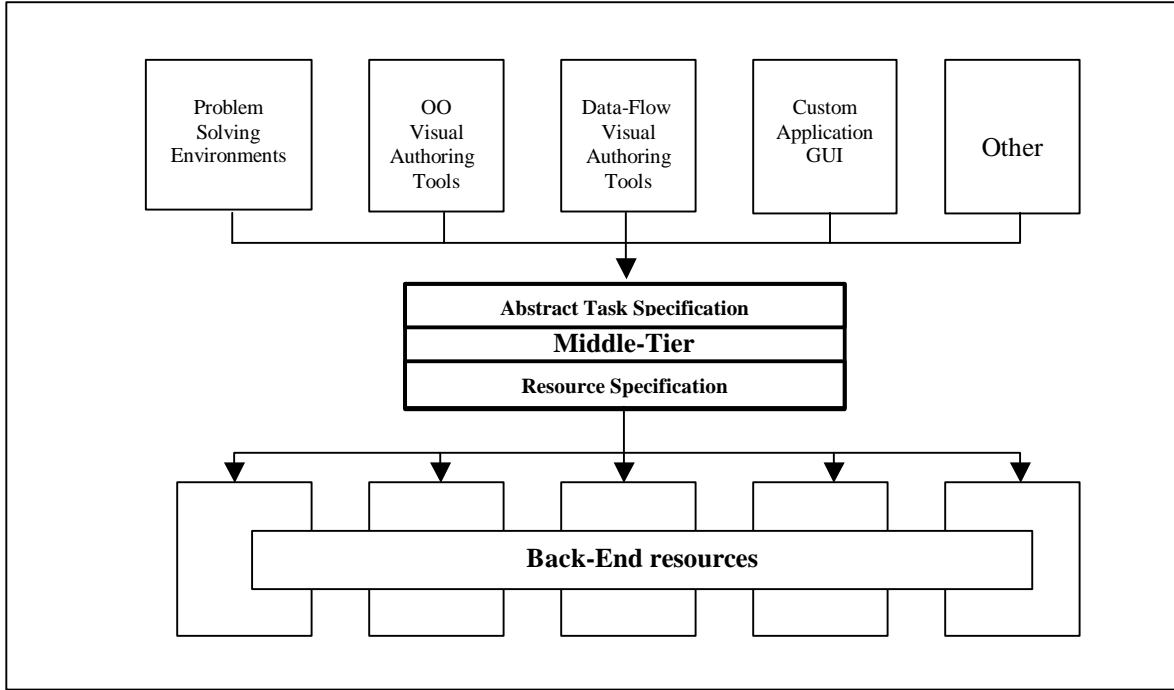 Problem
Solving
Environments
OO
Visual
Authoring
Tools
Data-Flow
Visual
Authoring
Tools
Custom
Application
GUI
Other
Abstract Task Specification
Middle-Tier
Resource Specification
Back-End resources